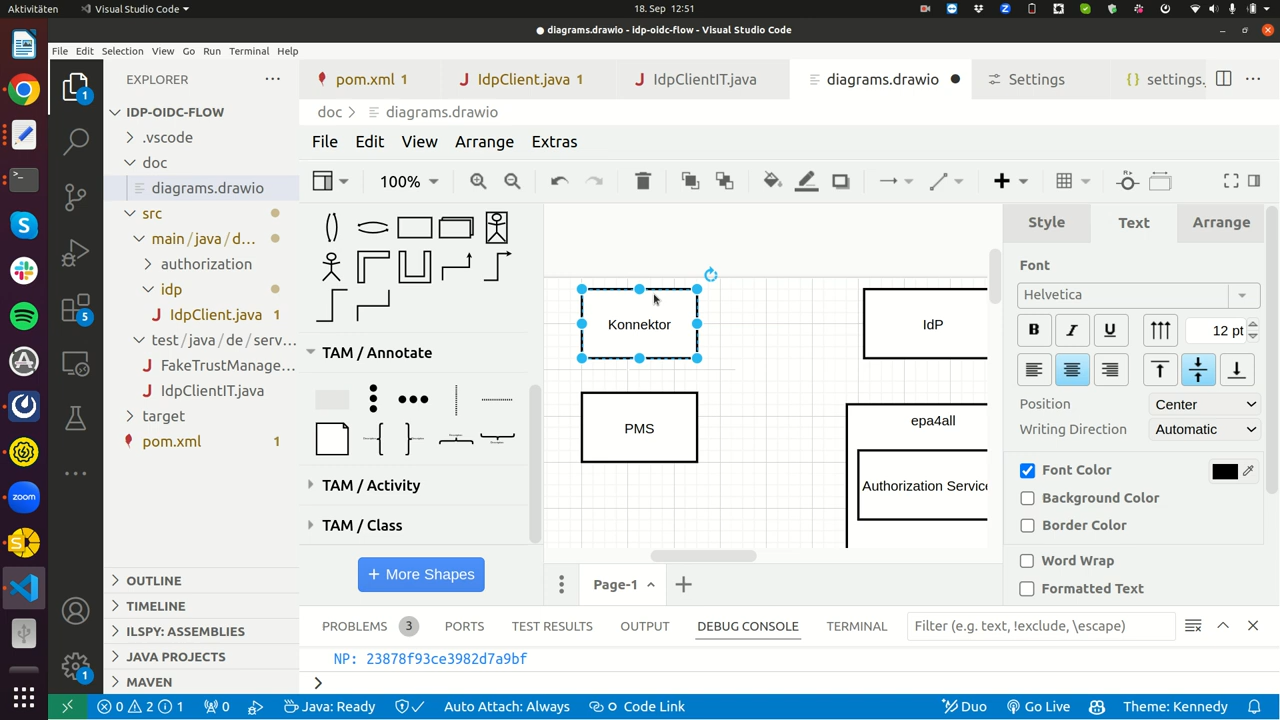 Aktivitäten
Visual Studio Code
18. Sep 12:51
diagrams.drawio - idp-oidc-flow - Visual Studio Code
File Edit Selection View Go Run Terminal Help
EXPLORER
pom.xml 1
IdpClient.java 1
IdpClientIT.java
diagrams.drawio
Settings
settings.
IDP-OIDC-FLOW
.vscode
doc
diagrams.drawio
src
main/java/d...
authorization
idp
IdpClient.java 1
test/java/de/serv...
FakeTrustManage...
IdpClientIT.java
target
pom.xml 1
OUTLINE
TIMELINE
ILSPY: ASSEMBLIES
JAVA PROJECTS
MAVEN
1
5
1
zoom
doc > diagrams.drawio
File Edit View Arrange Extras
100%
TAM / Annotate
TAM / Activity
TAM / Class
+ More Shapes
Konnektor
IdP
PMS
epa4all
Authorization Service
Page-1
Style Text Arrange
Font
Helvetica
B I U
12 pt
Position Center
Writing Direction Automatic
Font Color
Background Color
Border Color
Word Wrap
Formatted Text
PROBLEMS 3 PORTS TEST RESULTS OUTPUT DEBUG CONSOLE TERMINAL
Filter (e.g. text, !exclude, \escape)
NP: 23878f93ce3982d7a9bf
0 2 1 0 Java: Ready Auto Attach: Always Code Link Duo Go Live Theme: Kennedy